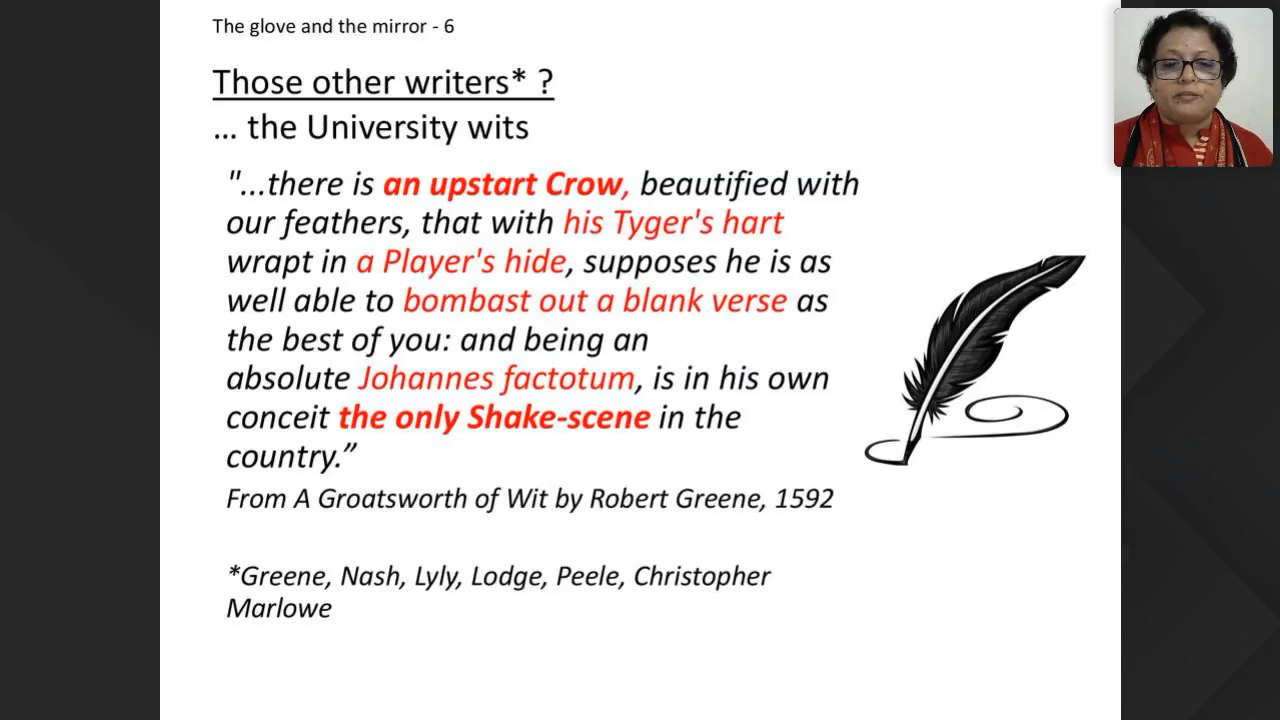 The glove and the mirror - 6
Those other writers* ?
… the University wits
"...there is an upstart Crow, beautified with
our feathers, that with his Tyger's hart
wrapt in a Player's hide, supposes he is as
well able to bombast out a blank verse as
the best of you: and being an
absolute Johannes factotum, is in his own
conceit the only Shake-scene in the
country.”
From A Groatsworth of Wit by Robert Greene, 1592
*Greene, Nash, Lyly, Lodge, Peele, Christopher
Marlowe